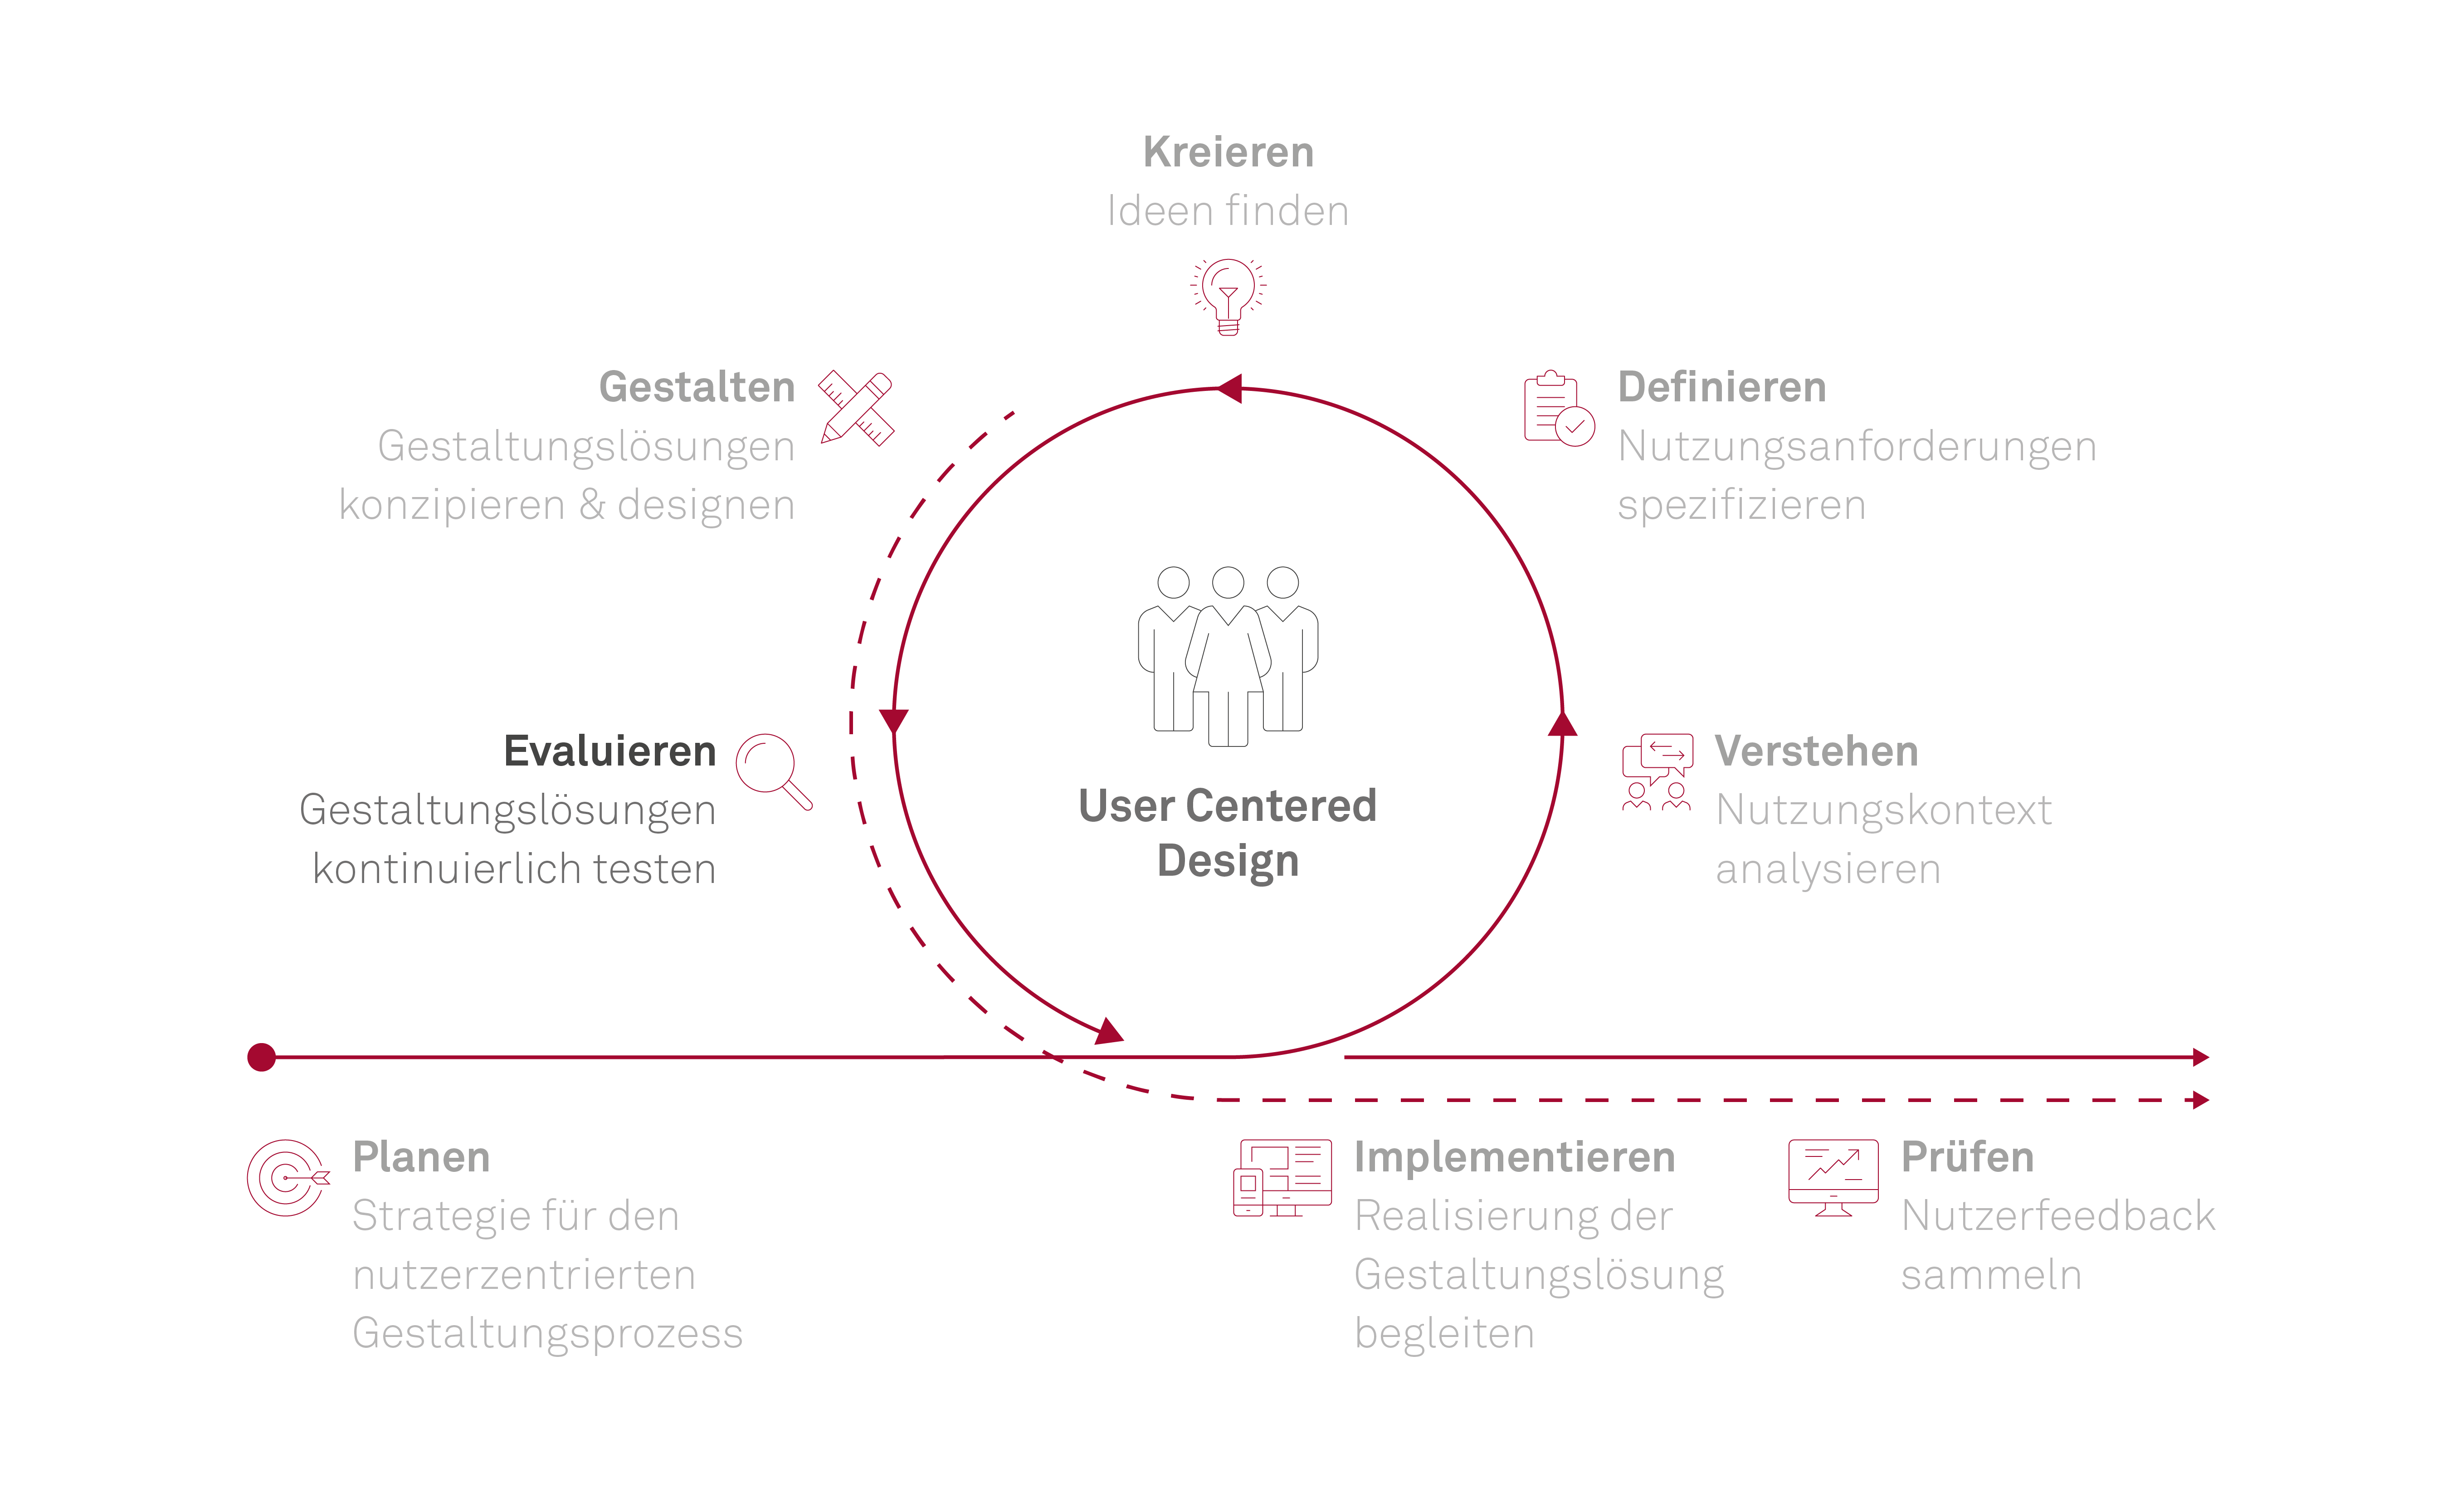 Kreieren
Ideen finden
Gestalten
Gestaltungslösungen
konzipieren & designen
Definieren
Nutzungsanforderungen
spezifizieren
Evaluieren
Gestaltungslösungen
kontinuierlich testen
User Centered
Design
Verstehen
Nutzungskontext
analysieren
Planen
Strategie für den
nutzerzentrierten
Gestaltungsprozess
Implementieren
Realisierung der
Gestaltungslösung
begleiten
Prüfen
Nutzerfeedback
sammeln